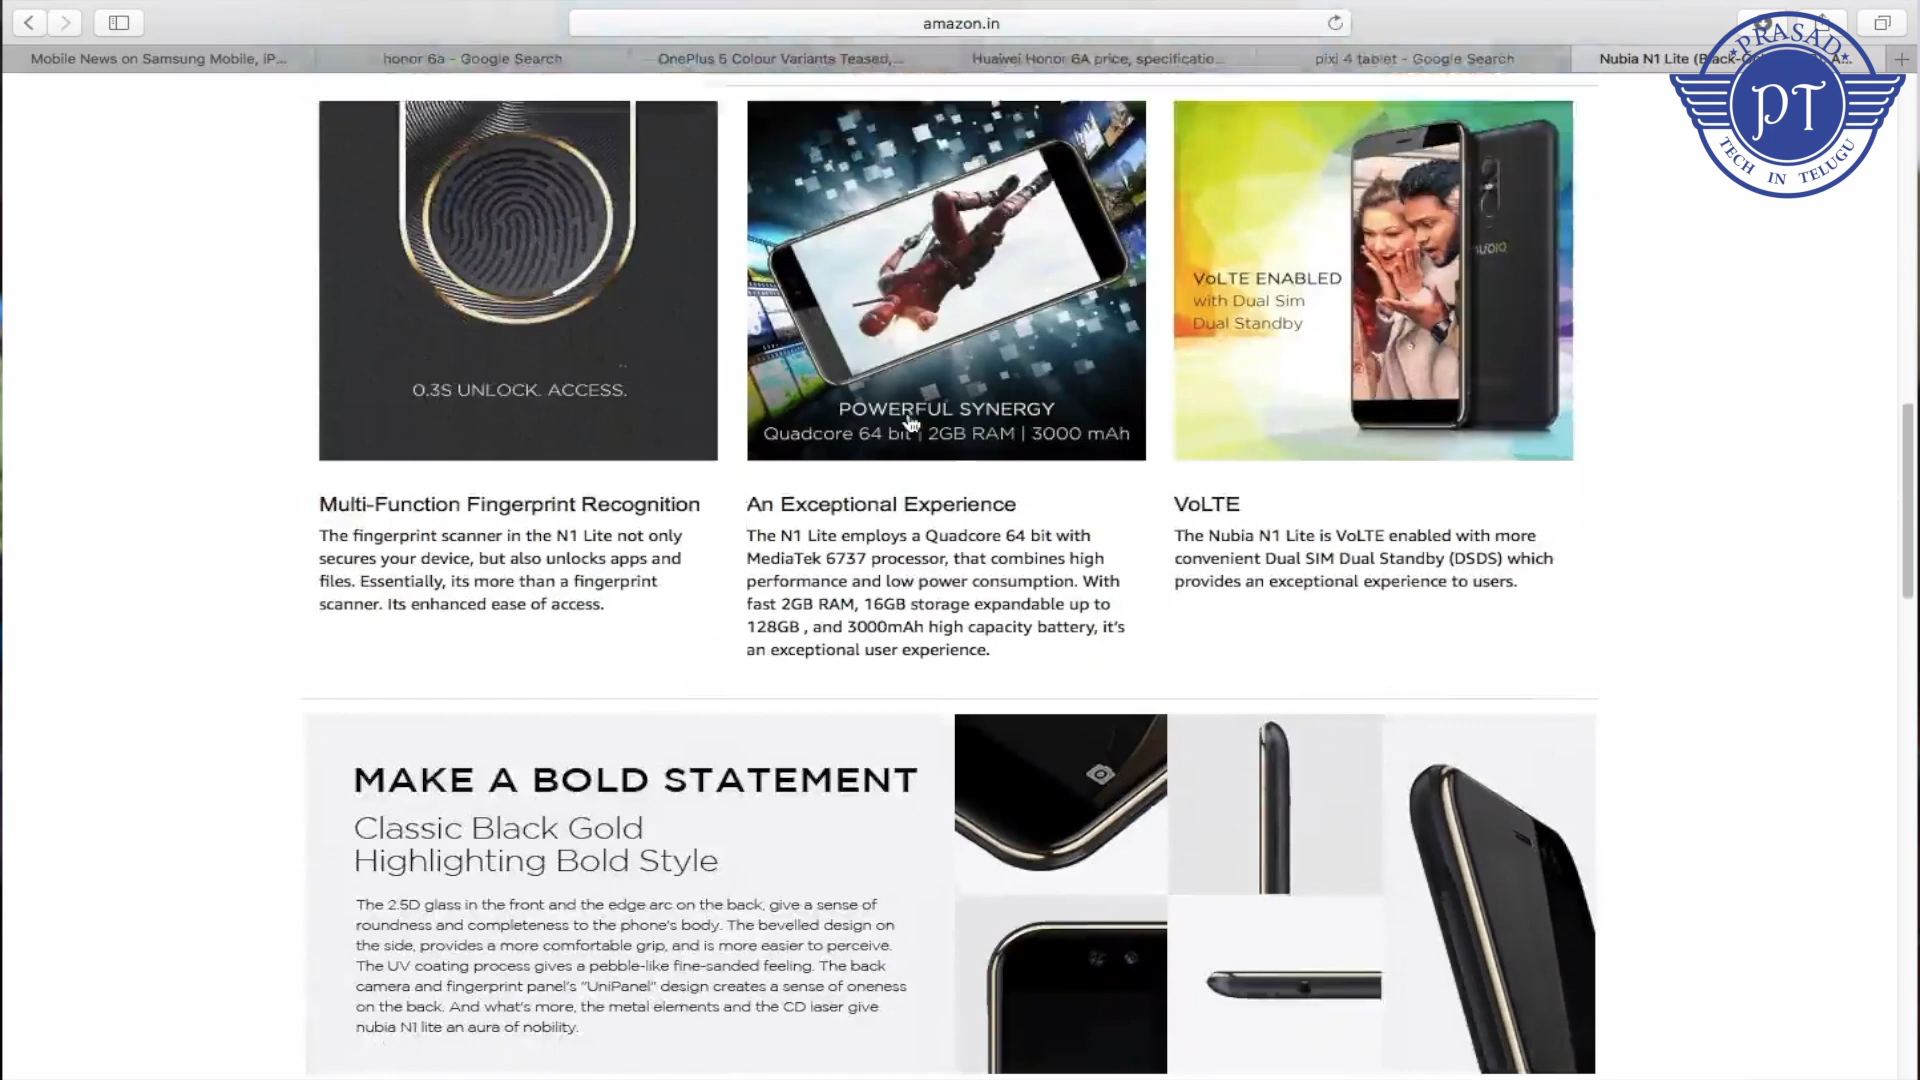 amazon.in
Mobile News on Samsung Mobile, iP...
honor 6a - Google Search
OnePlus 5 Colour Variants Teased,...
Huawei Honor 6A price, specificatio...
pixi 4 tablet - Google Search
Nubia N1 Lite
PRASAD
PT
TECH IN TELUGU
0.3S UNLOCK. ACCESS.
POWERFUL SYNERGY
Quadcore 64 bit | 2GB RAM | 3000 mAh
VoLTE ENABLED
with Dual Sim
Dual Standby
nubia
Multi-Function Fingerprint Recognition
The fingerprint scanner in the N1 Lite not only
secures your device, but also unlocks apps and
files. Essentially, its more than a fingerprint
scanner. Its enhanced ease of access.
An Exceptional Experience
The N1 Lite employs a Quadcore 64 bit with
MediaTek 6737 processor, that combines high
performance and low power consumption. With
fast 2GB RAM, 16GB storage expandable up to
128GB , and 3000mAh high capacity battery, it's
an exceptional user experience.
VoLTE
The Nubia N1 Lite is VoLTE enabled with more
convenient Dual SIM Dual Standby (DSDS) which
provides an exceptional experience to users.
MAKE A BOLD STATEMENT
Classic Black Gold
Highlighting Bold Style
The 2.5D glass in the front and the edge arc on the back, give a sense of
roundness and completeness to the phone's body. The bevelled design on
the side, provides a more comfortable grip, and is more easier to perceive.
The UV coating process gives a pebble-like fine-sanded feeling. The back
camera and fingerprint panel's "UniPanel" design creates a sense of oneness
on the back. And what's more, the metal elements and the CD laser give
nubia N1 lite an aura of nobility.